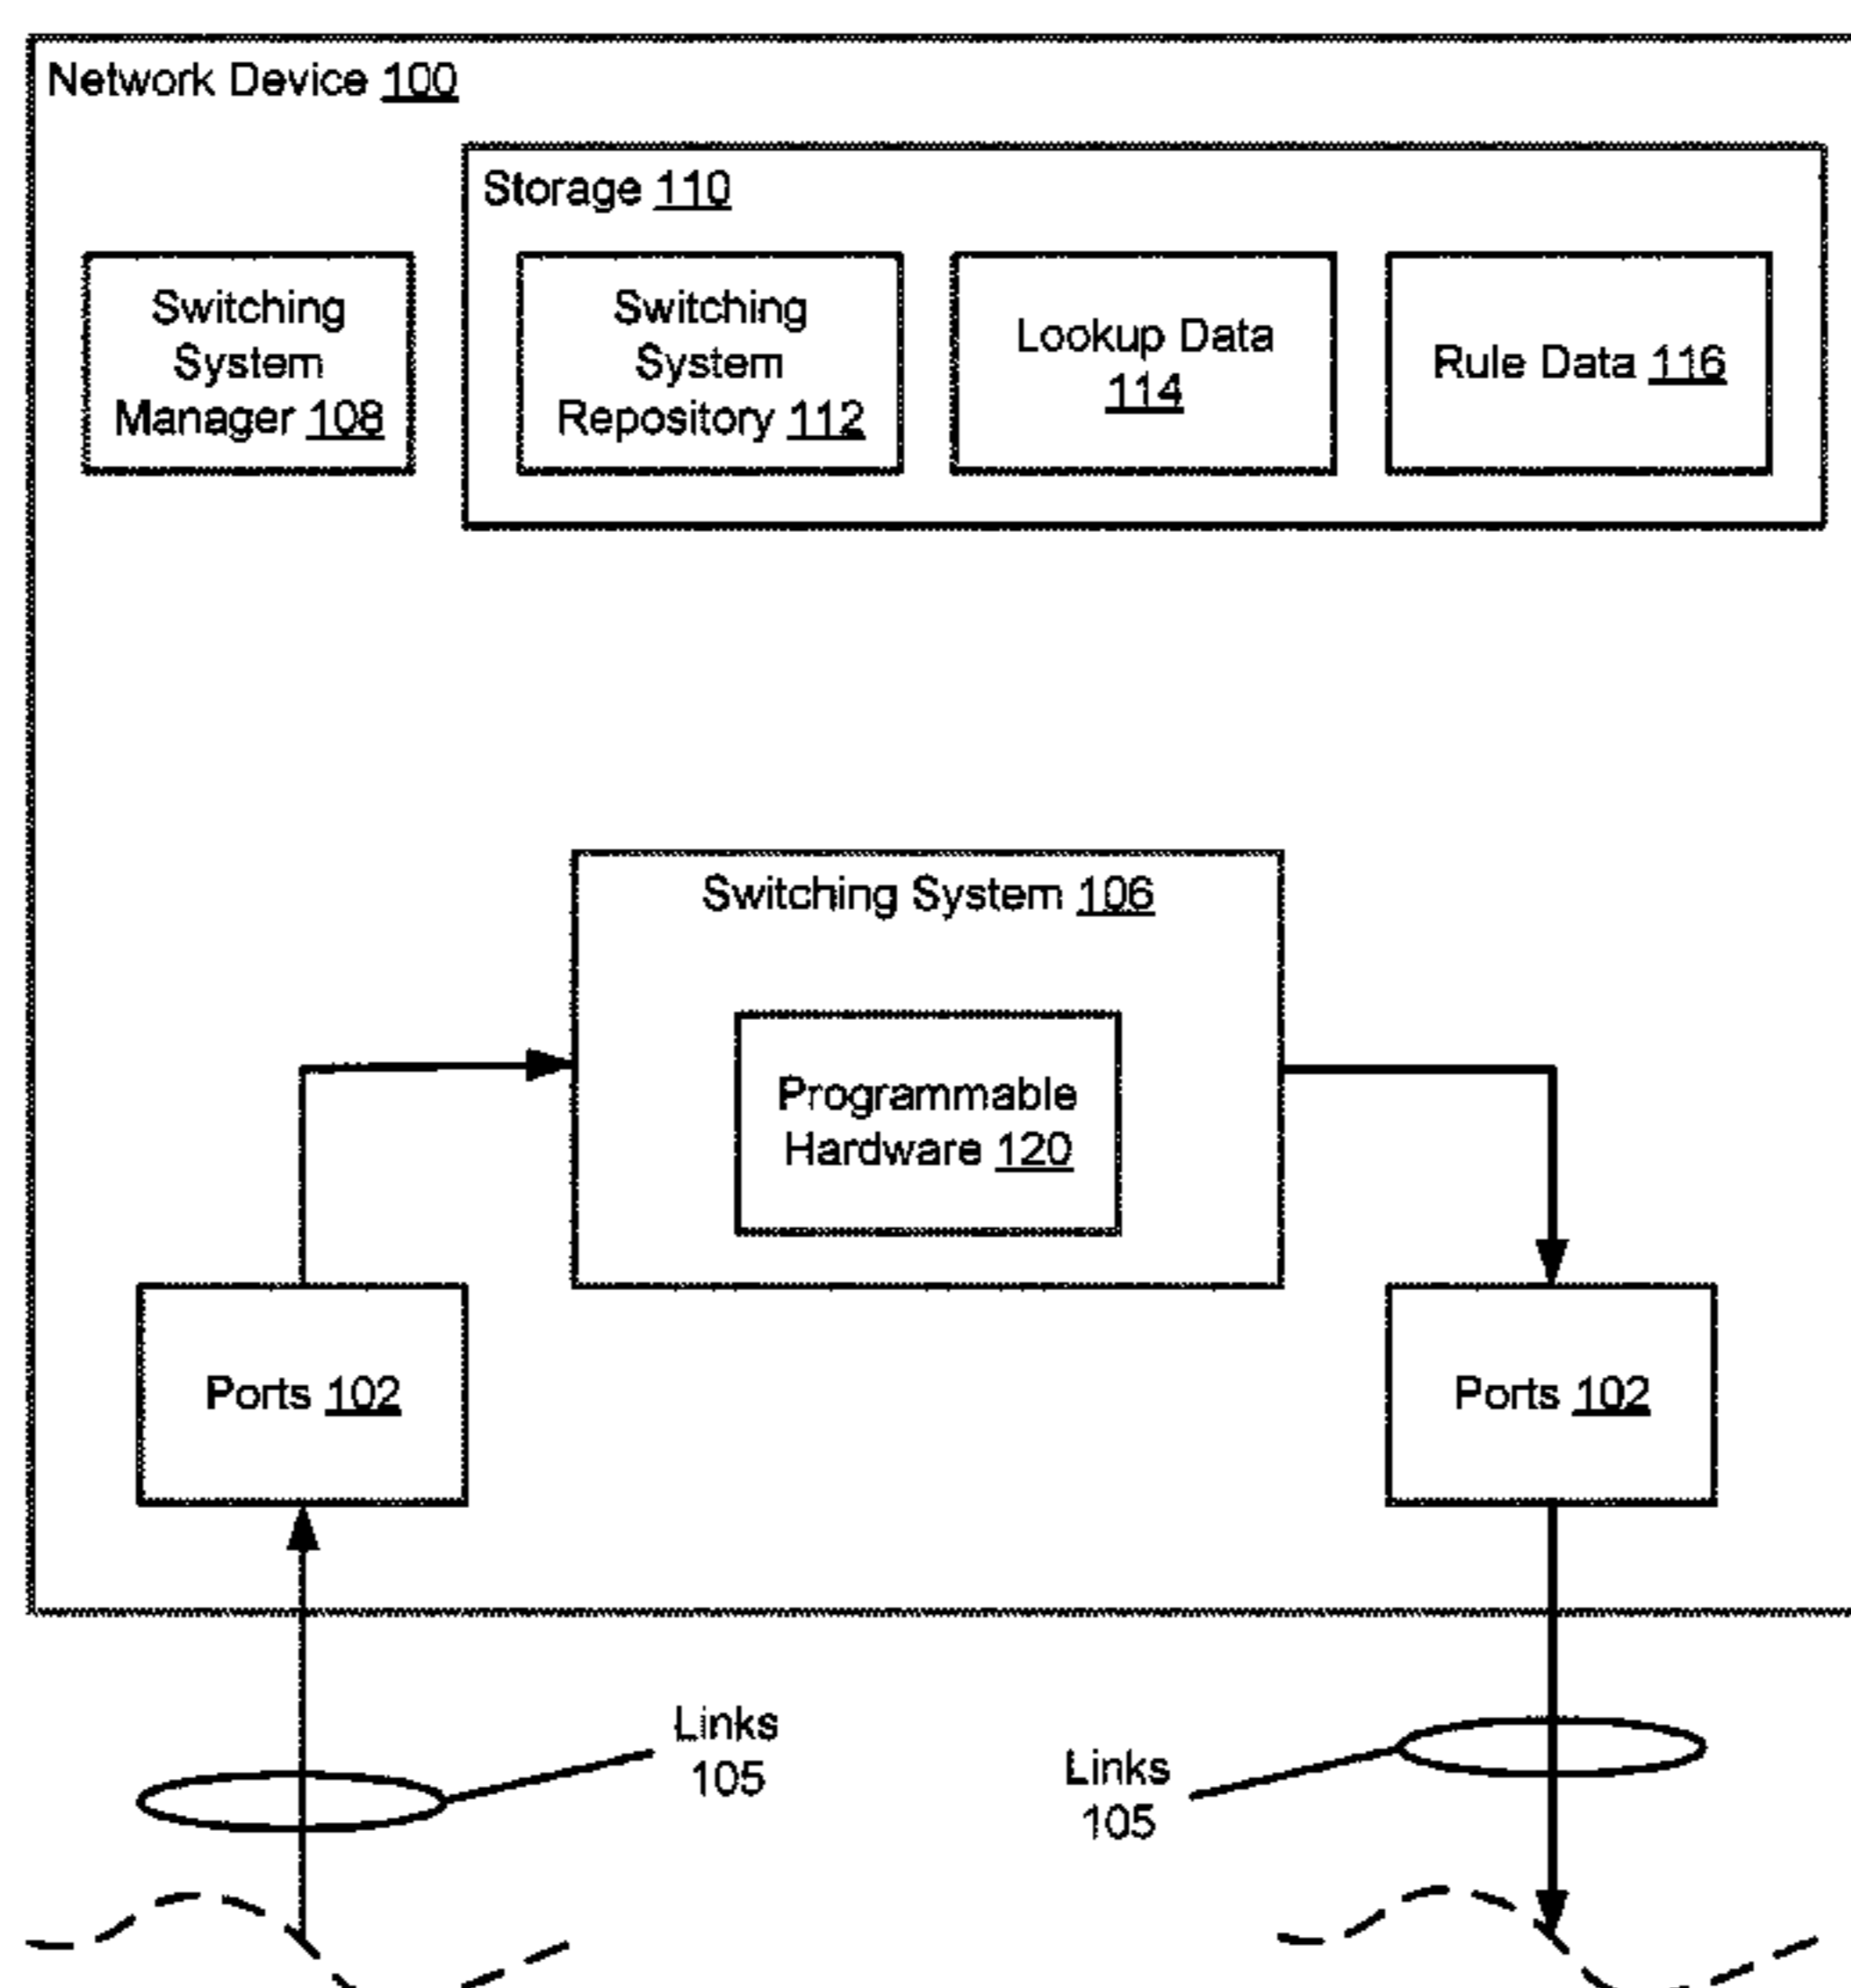 Network Device 100
Storage 110
Switching
System
Manager 108
Switching
System
Repository 112
Lookup Data
114
Rule Data 116
Switching System 106
Programmable
Hardware 120
Ports 102
Ports 102
Links
105
Links
105